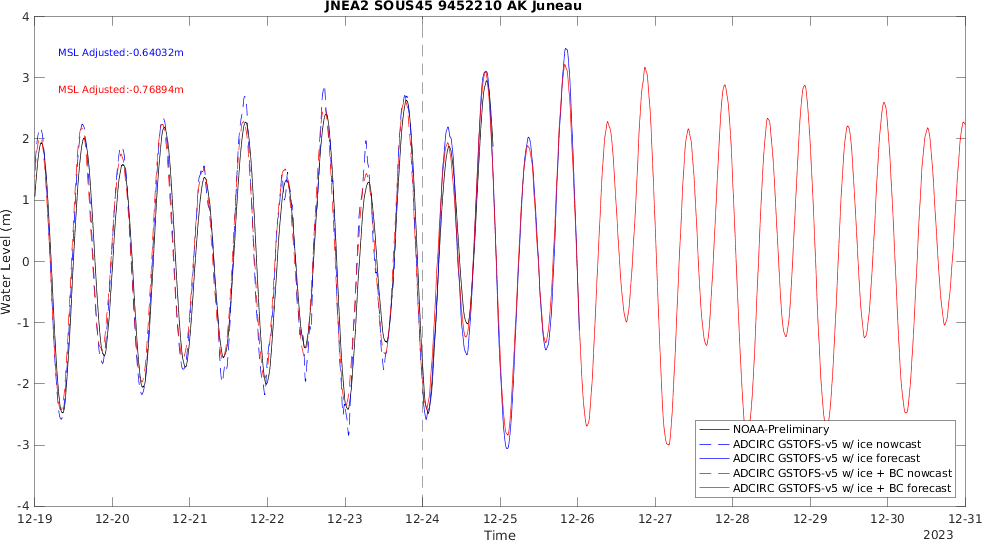 JNEA2 SOUS45 9452210 AK Juneau
MSL Adjusted:-0.64032m
MSL Adjusted:-0.76894m
4
3
2
1
0
-1
-2
-3
-4
Water Level (m)
NOAA-Preliminary
ADCIRC GSTOFS-v5 w/ ice nowcast
ADCIRC GSTOFS-v5 w/ ice forecast
ADCIRC GSTOFS-v5 w/ ice + BC nowcast
ADCIRC GSTOFS-v5 w/ ice + BC forecast
12-19 12-20 12-21 12-22 12-23 12-24 12-25 12-26 12-27 12-28 12-29 12-30 12-31
Time
2023